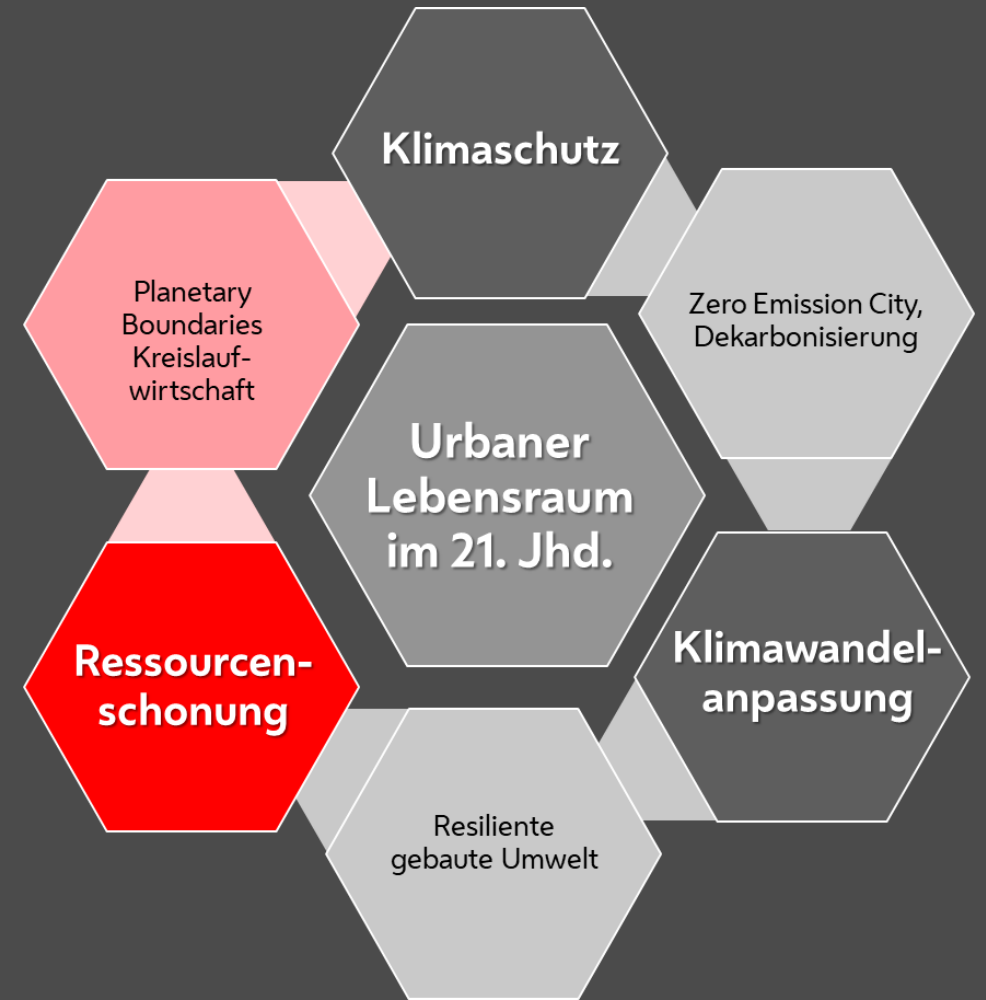 Klimaschutz
Planetary
Boundaries
Kreislauf-
wirtschaft
Zero Emission City,
Dekarbonisierung
Urbaner
Lebensraum
im 21. Jhd.
Ressourcen-
schonung
Klimawandel-
anpassung
Resiliente
gebaute Umwelt